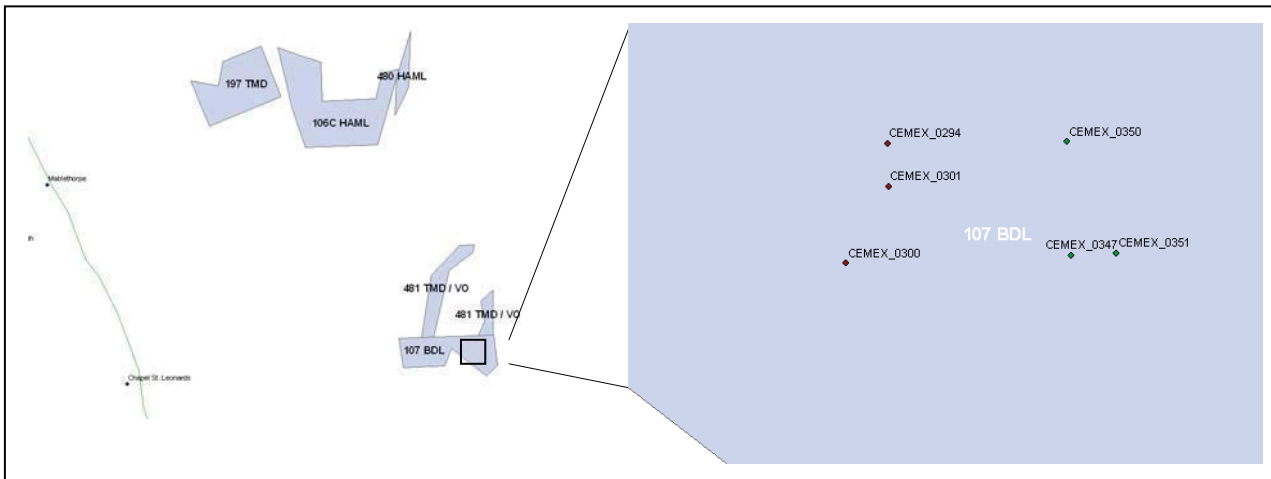 197 TMD
480 HAML
106C HAML
Mablethorpe
th
481 TMD / VO
481 TMD / VO
107 BDL
Chapel St. Leonards
CEMEX_0294
CEMEX_0350
CEMEX_0301
107 BDL
CEMEX_0300
CEMEX_0347
CEMEX_0351